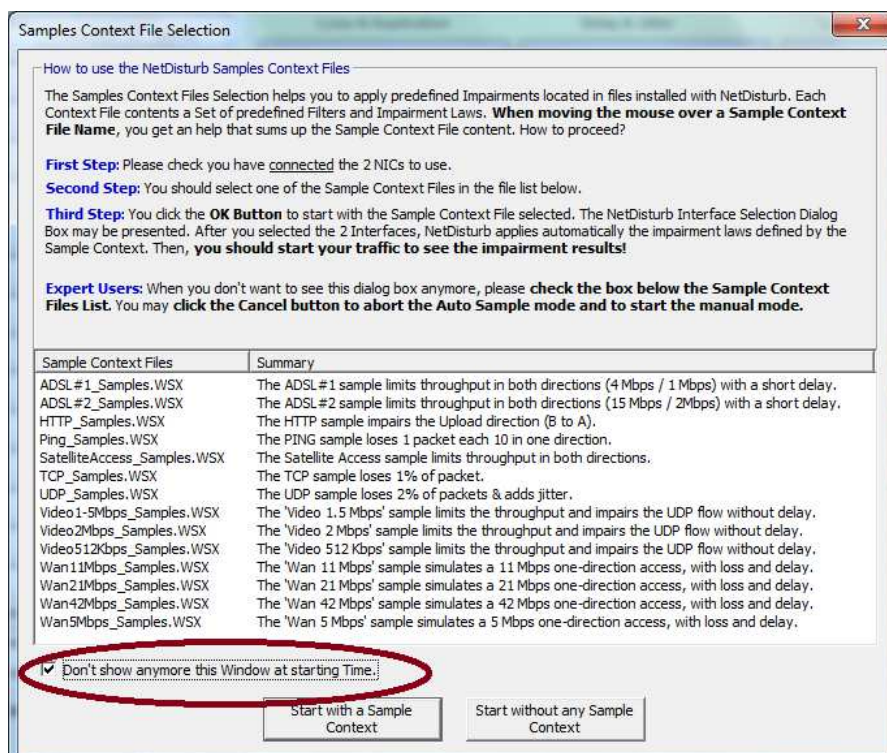 Samples Context File Selection
How to use the NetDisturb Samples Context Files
The Samples Context Files Selection helps you to apply predefined Impairments located in files installed with NetDisturb. Each
Context File contents a Set of predefined Filters and Impairment Laws. When moving the mouse over a Sample Context
File Name, you get an help that sums up the Sample Context File content. How to proceed?
First Step: Please check you have connected the 2 NICs to use.
Second Step: You should select one of the Sample Context Files in the file list below.
Third Step: You click the OK Button to start with the Sample Context File selected. The NetDisturb Interface Selection Dialog
Box may be presented. After you selected the 2 Interfaces, NetDisturb applies automatically the impairment laws defined by the
Sample Context. Then, you should start your traffic to see the impairment results!
Expert Users: When you don't want to see this dialog box anymore, please check the box below the Sample Context
Files List. You may click the Cancel button to abort the Auto Sample mode and to start the manual mode.
Sample Context Files Summary
ADSL#1_Samples.WSX The ADSL#1 sample limits throughput in both directions (4 Mbps / 1 Mbps) with a short delay.
ADSL#2_Samples.WSX The ADSL#2 sample limits throughput in both directions (15 Mbps / 2Mbps) with a short delay.
HTTP_Samples.WSX The HTTP sample impairs the Upload direction (B to A).
Ping_Samples.WSX The PING sample loses 1 packet each 10 in one direction.
SatelliteAccess_Samples.WSX The Satellite Access sample limits throughput in both directions.
TCP_Samples.WSX The TCP sample loses 1% of packet.
UDP_Samples.WSX The UDP sample loses 2% of packets & adds jitter.
Video1-5Mbps_Samples.WSX The 'Video 1.5 Mbps' sample limits the throughput and impairs the UDP flow without delay.
Video2Mbps_Samples.WSX The 'Video 2 Mbps' sample limits the throughput and impairs the UDP flow without delay.
Video512Kbps_Samples.WSX The 'Video 512 Kbps' sample limits the throughput and impairs the UDP flow without delay.
Wan11Mbps_Samples.WSX The 'Wan 11 Mbps' sample simulates a 11 Mbps one-direction access, with loss and delay.
Wan21Mbps_Samples.WSX The 'Wan 21 Mbps' sample simulates a 21 Mbps one-direction access, with loss and delay.
Wan42Mbps_Samples.WSX The 'Wan 42 Mbps' sample simulates a 42 Mbps one-direction access, with loss and delay.
Wan5Mbps_Samples.WSX The 'Wan 5 Mbps' sample simulates a 5 Mbps one-direction access, with loss and delay.
Don't show anymore this Window at starting Time.
Start with a Sample
Context
Start without any Sample
Context